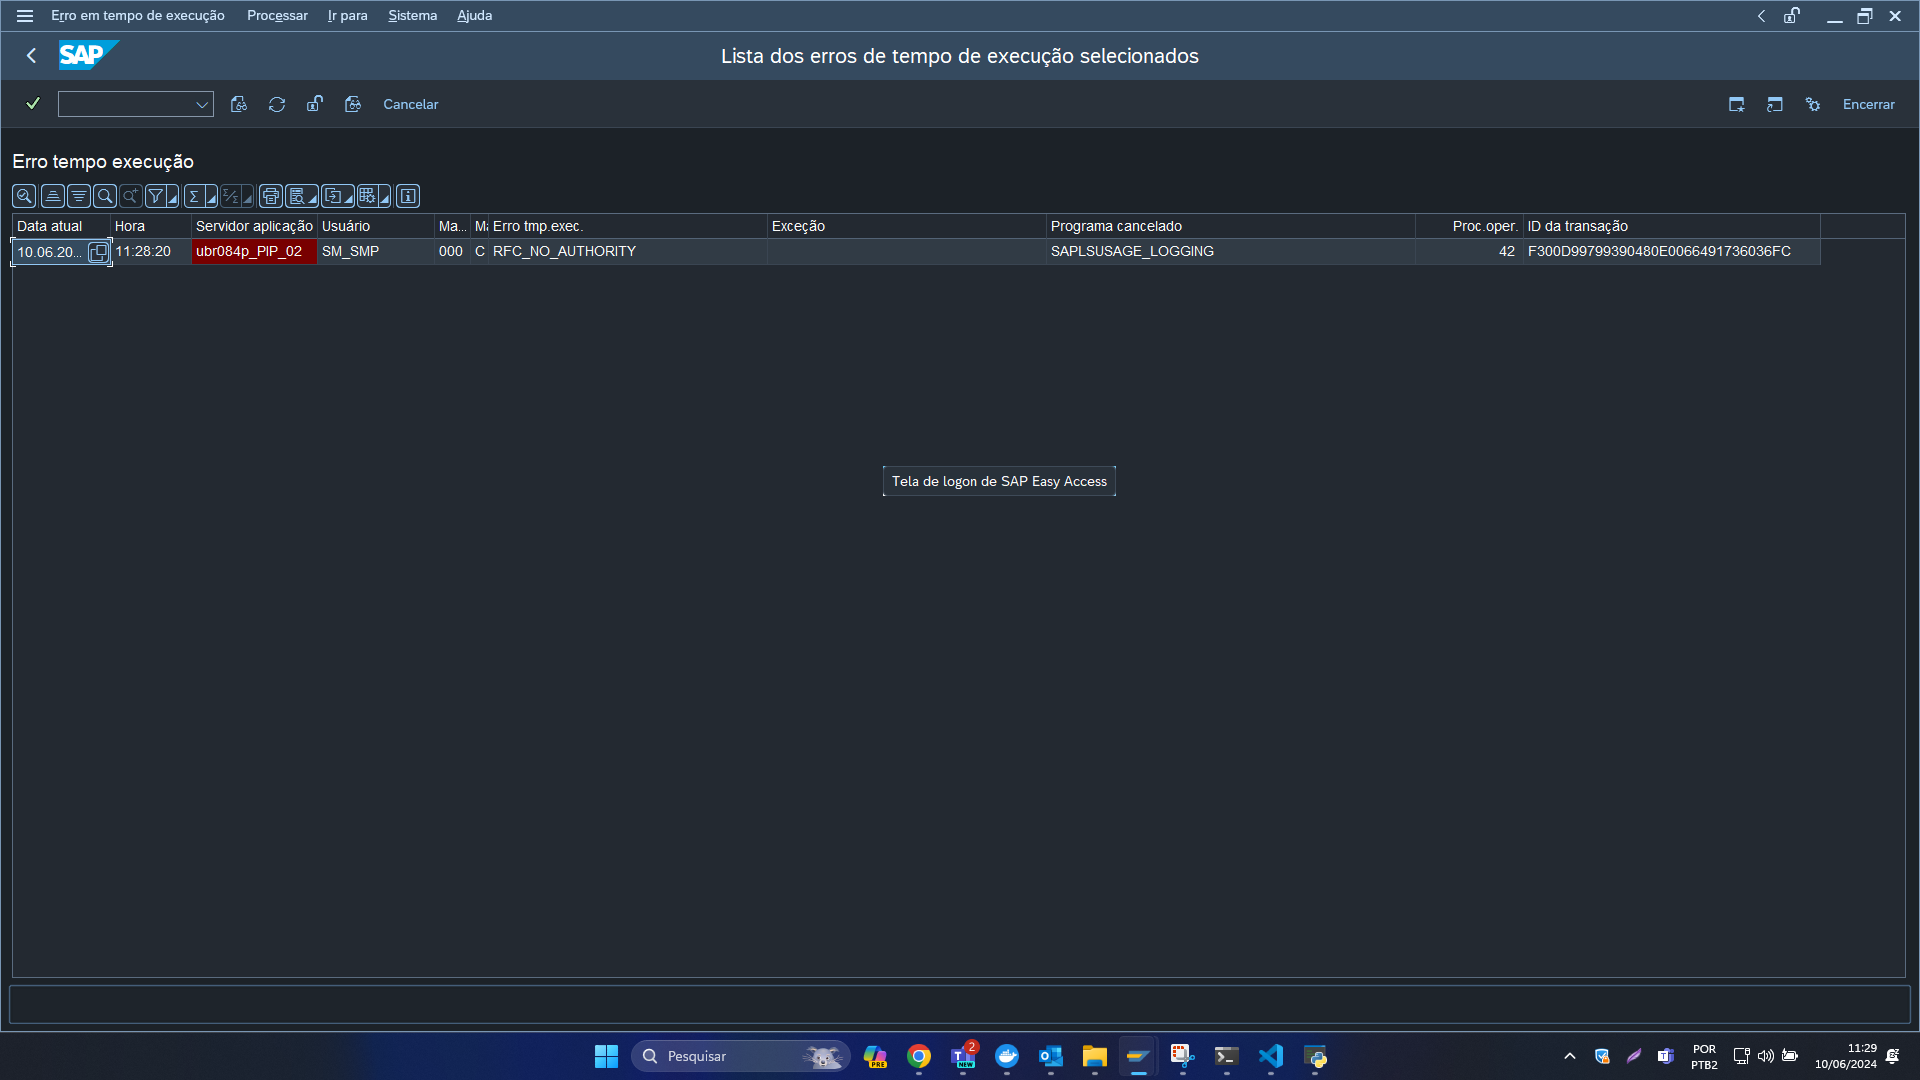 Erro em tempo de execução Processar Ir para Sistema Ajuda
SAP Lista dos erros de tempo de execução selecionados
Cancelar Encerrar
Erro tempo execução
Data atual Hora Servidor aplicação Usuário Ma... Ma Erro tmp.exec. Exceção Programa cancelado Proc.oper. ID da transação
10.06.20... 11:28:20 ubr084p_PIP_02 SM_SMP 000 C RFC_NO_AUTHORITY SAPLSUSAGE_LOGGING 42 F300D99799390480E0066491736036FC
Tela de logon de SAP Easy Access
Pesquisar PRE 2 T NEW POR 11:29
PTB2 10/06/2024